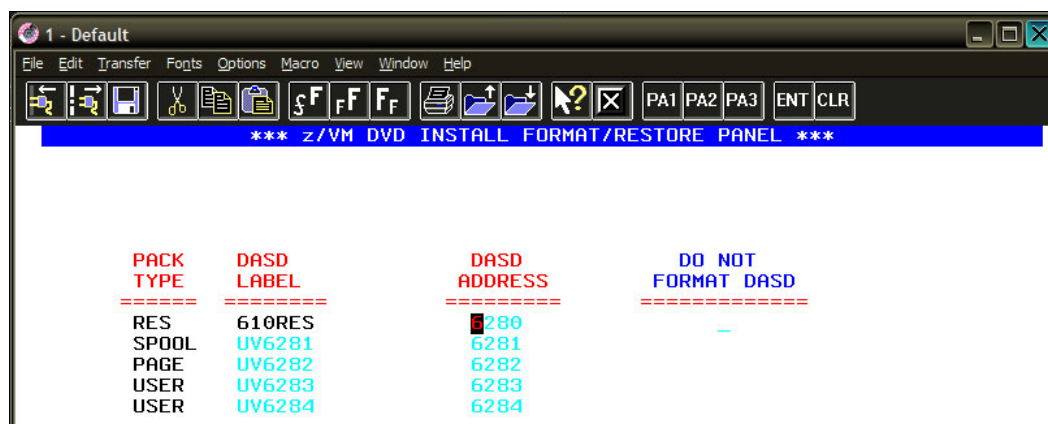 1 - Default
File Edit Transfer Fonts Options Macro View Window Help
PA1 PA2 PA3 ENT CLR
*** z/VM DVD INSTALL FORMAT/RESTORE PANEL ***
PACK DASD DASD DO NOT
TYPE LABEL ADDRESS FORMAT DASD
====== ======== ========= =============
RES 610RES 6280 _
SPOOL UV6281 6281
PAGE UV6282 6282
USER UV6283 6283
USER UV6284 6284